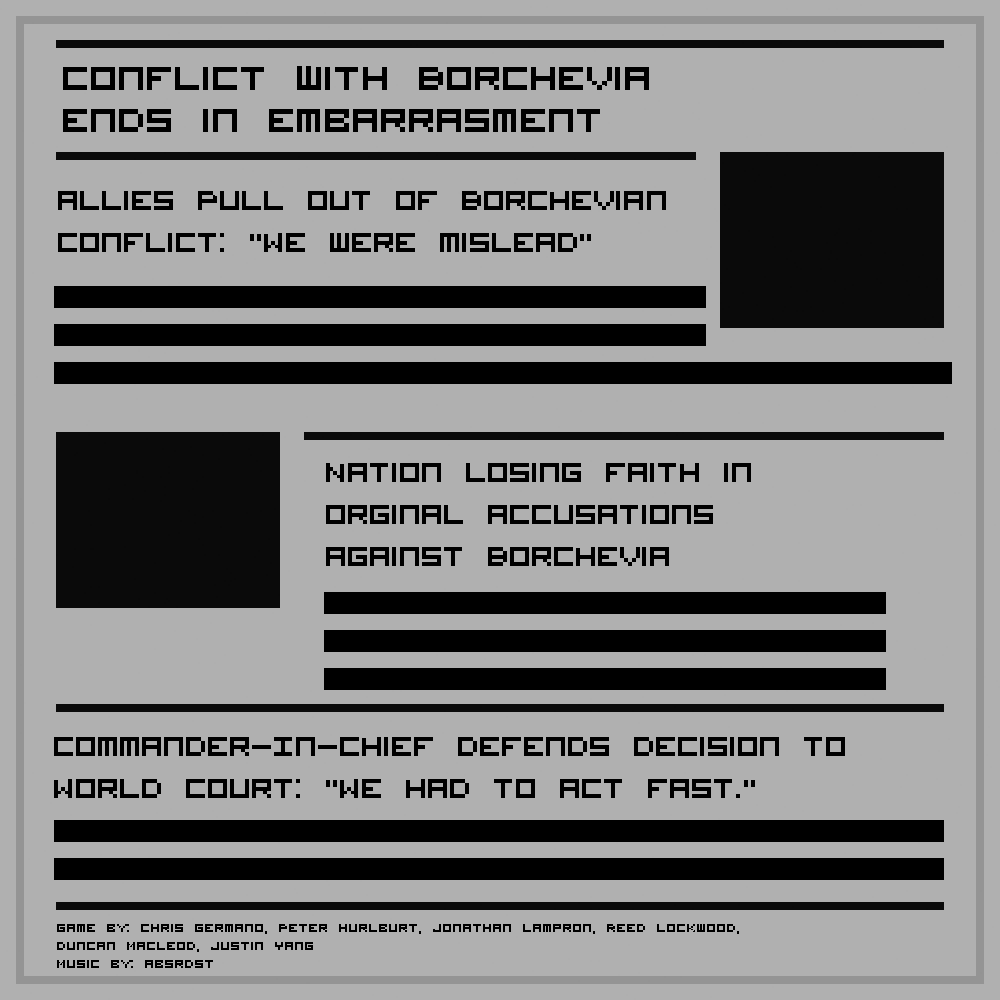 CONFLICT WITH BORCHEVIA
ENDS IN EMBARRASMENT
ALLIES PULL OUT OF BORCHEVIAN
CONFLICT: "WE WERE MISLEAD"
NATION LOSING FAITH IN
ORGINAL ACCUSATIONS
AGAINST BORCHEVIA
COMMANDER-IN-CHIEF DEFENDS DECISION TO
WORLD COURT: "WE HAD TO ACT FAST."
GAME BY: CHRIS GERMANO, PETER HURLBURT, JONATHAN LAMPRON, REED LOCKWOOD,
DUNCAN MACLEOD, JUSTIN YANG
MUSIC BY: ABSRDST